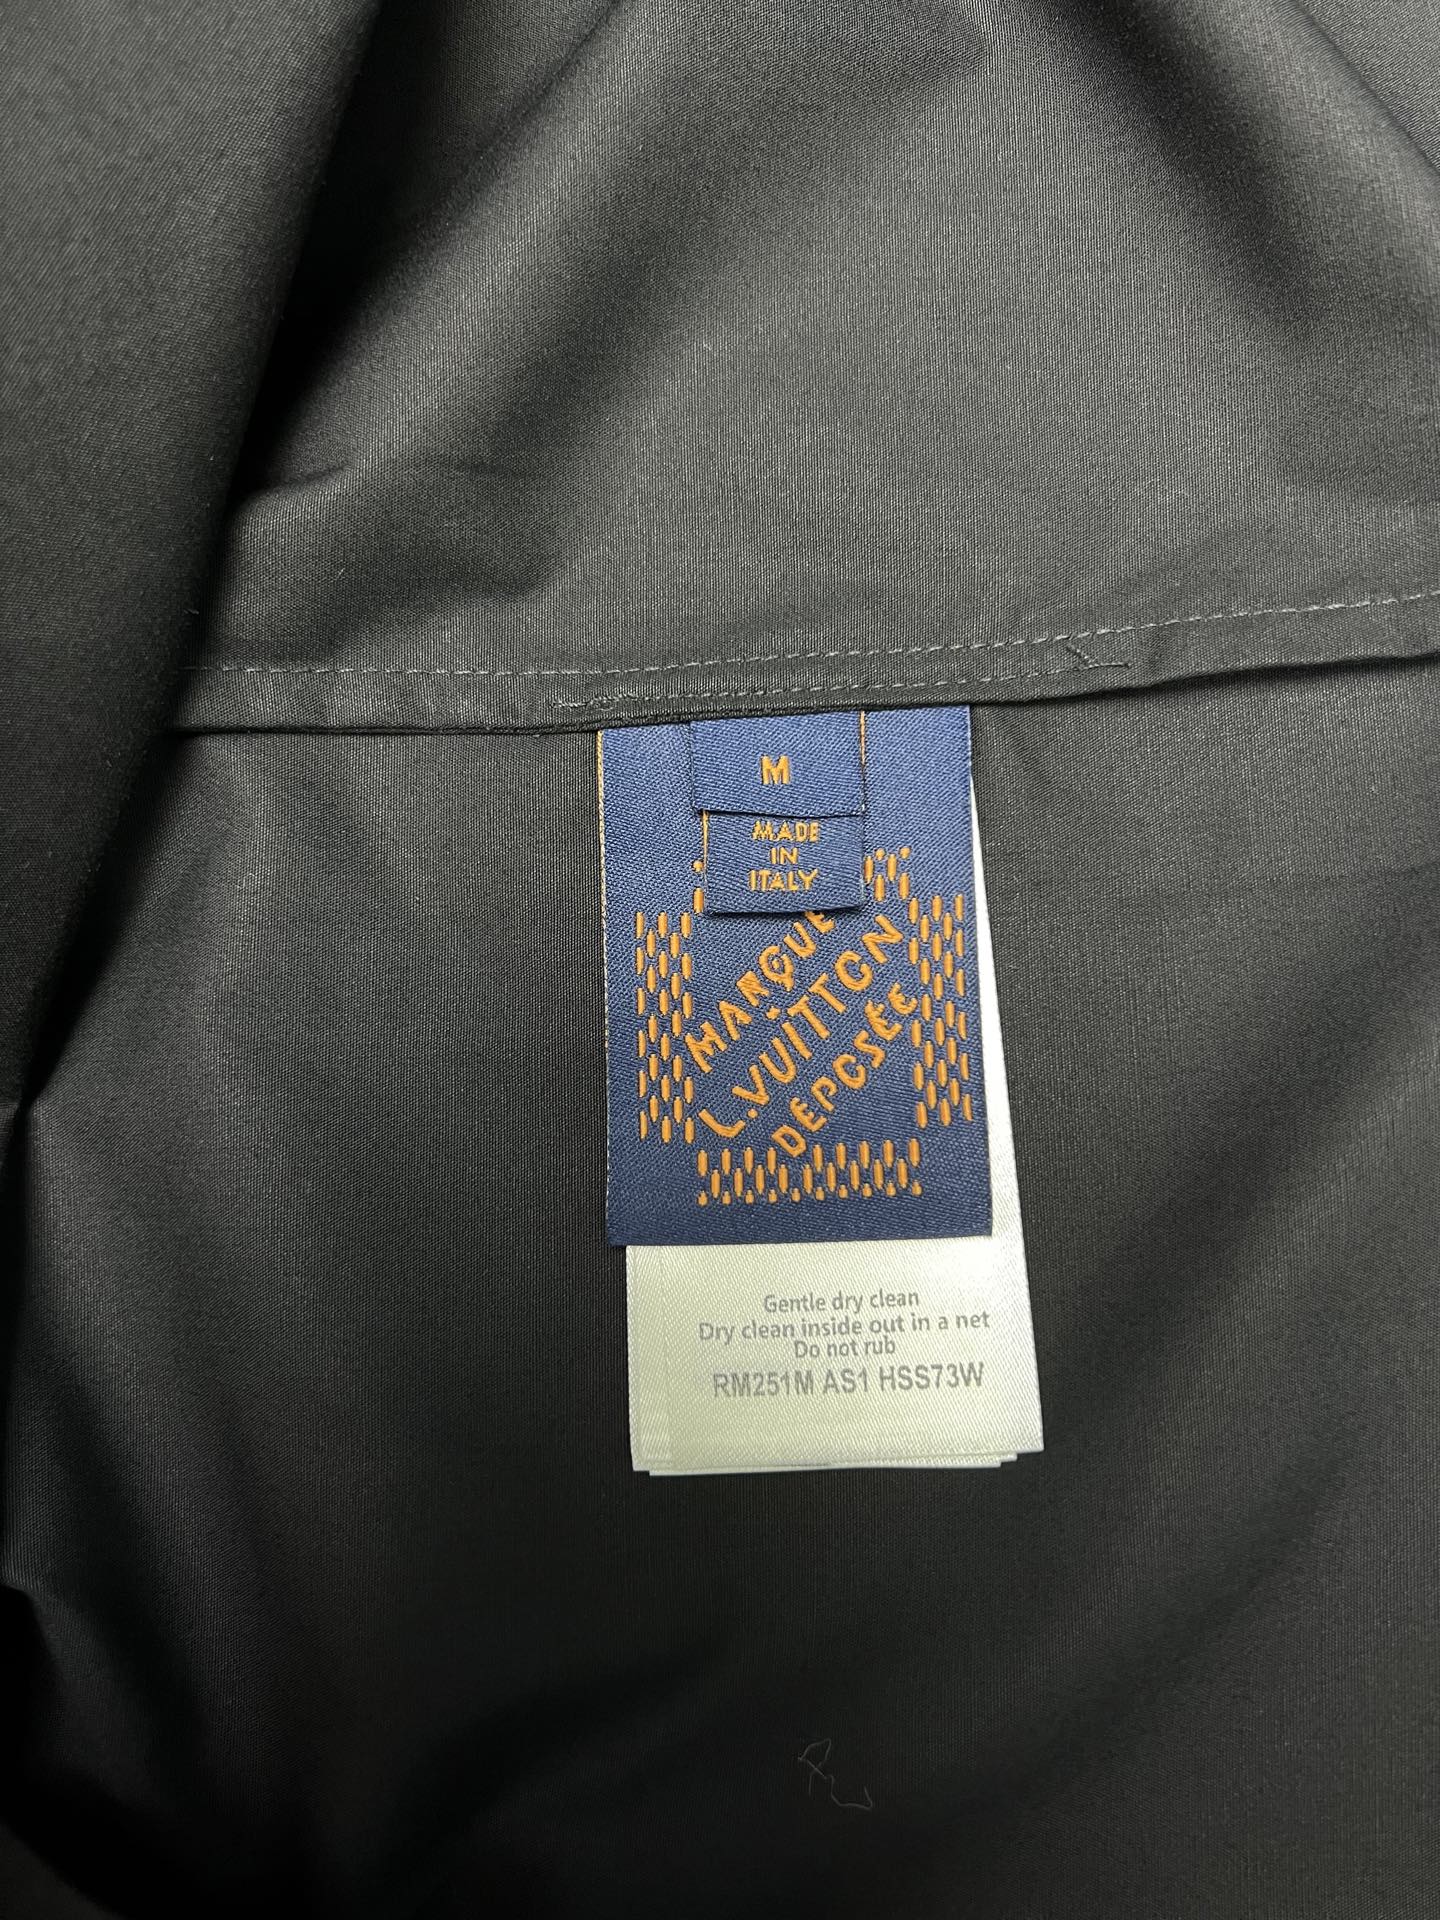 M
MADE
IN
ITALY
MARQUE
L.VUITTON
DÉPOSÉE
Gentle dry clean
Dry clean inside out in a net
Do not rub
RM251M AS1 HSS73W